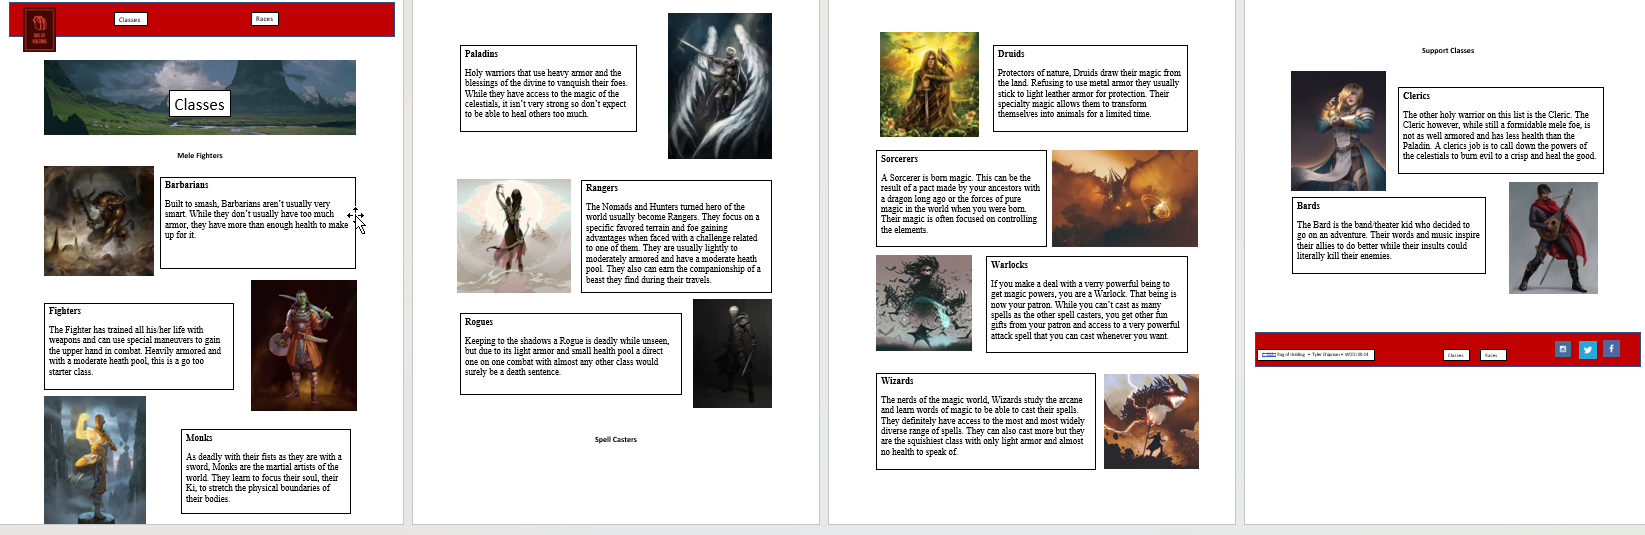 Classes
Races
BAG OF
HOLDING
Classes
Mele Fighters
Barbarians
Built to smash, Barbarians aren't usually very
smart. While they don't usually have too much
armor, they have more than enough health to make
up for it.
Fighters
The Fighter has trained all his/her life with
weapons and can use special maneuvers to gain
the upper hand in combat. Heavily armored and
with a moderate heath pool, this is a go too
starter class.
Monks
As deadly with their fists as they are with a
sword, Monks are the martial artists of the
world. They learn to focus their soul, their
Ki, to stretch the physical boundaries of
their bodies.
Paladins
Holy warriors that use heavy armor and the
blessings of the divine to vanquish their foes.
While they have access to the magic of the
celestials, it isn't very strong so don't expect
to be able to heal others too much.
Rangers
The Nomads and Hunters turned hero of the
world usually become Rangers. They focus on a
specific favored terrain and foe gaining
advantages when faced with a challenge related
to one of them. They are usually lightly to
moderately armored and have a moderate heath
pool. They also can earn the companionship of a
beast they find during their travels.
Rogues
Keeping to the shadows a Rogue is deadly while unseen,
but due to its light armor and small health pool a direct
one on one combat with almost any other class would
surely be a death sentence.
Spell Casters
Druids
Protectors of nature, Druids draw their magic from
the land. Refusing to use metal armor they usually
stick to light leather armor for protection. Their
specialty magic allows them to transform
themselves into animals for a limited time.
Sorcerers
A Sorcerer is born magic. This can be the
result of a pact made by your ancestors with
a dragon long ago or the forces of pure
magic in the world when you were born.
Their magic is often focused on controlling
the elements.
Warlocks
If you make a deal with a verry powerful being to
get magic powers, you are a Warlock. That being is
now your patron. While you can't cast as many
spells as the other spell casters, you get other fun
gifts from your patron and access to a very powerful
attack spell that you can cast whenever you want.
Wizards
The nerds of the magic world, Wizards study the arcane
and learn words of magic to be able to cast their spells.
They definitely have access to the most and most widely
diverse range of spells. They can also cast more but they
are the squishiest class with only light armor and almost
no health to speak of.
Support Classes
Clerics
The other holy warrior on this list is the Cleric. The
Cleric however, while still a formidable mele foe, is
not as well armored and has less health than the
Paladin. A clerics job is to call down the powers of
the celestials to burn evil to a crisp and heal the good.
Bards
The Bard is the band/theater kid who decided to
go on an adventure. Their words and music inspire
their allies to do better while their insults could
literally kill their enemies.
Bag of Holding • Tyler Chipman •
Classes
Races